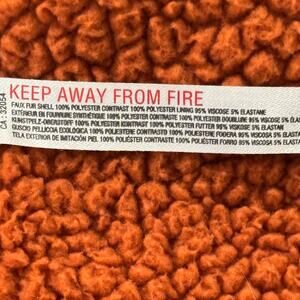 KEEP AWAY FROM FIRE
FAUX FUR SHELL 100% POLYESTER CONTRAST 100% POLYESTER LINING 95% VISCOSE 5% ELASTANE
EXTÉRIEUR EN FOURRURE SYNTHÉTIQUE 100% POLYESTER CONTRASTE 100% POLYESTER DOUBLURE 95% VISCOSE 5% ÉLA
KUNSTPELZ-OBERSTOFF 100% POLYESTER KONTRAST 100% POLYESTER FUTTER 95% VISKOSE 5% ELASTAN
GUSCIO PELLICCIA ECOLOGICA 100% POLIESTERE CONTRASTO 100% POLIESTERE FODERA 95% VISCOSA 5% ELAS
TELA EXTERIOR DE IMITACIÓN PIEL 100% POLIÉSTER CONTRASTE 100% POLIÉSTER FORRO 95% VISCOSA 5% ELAS
CA : 32054